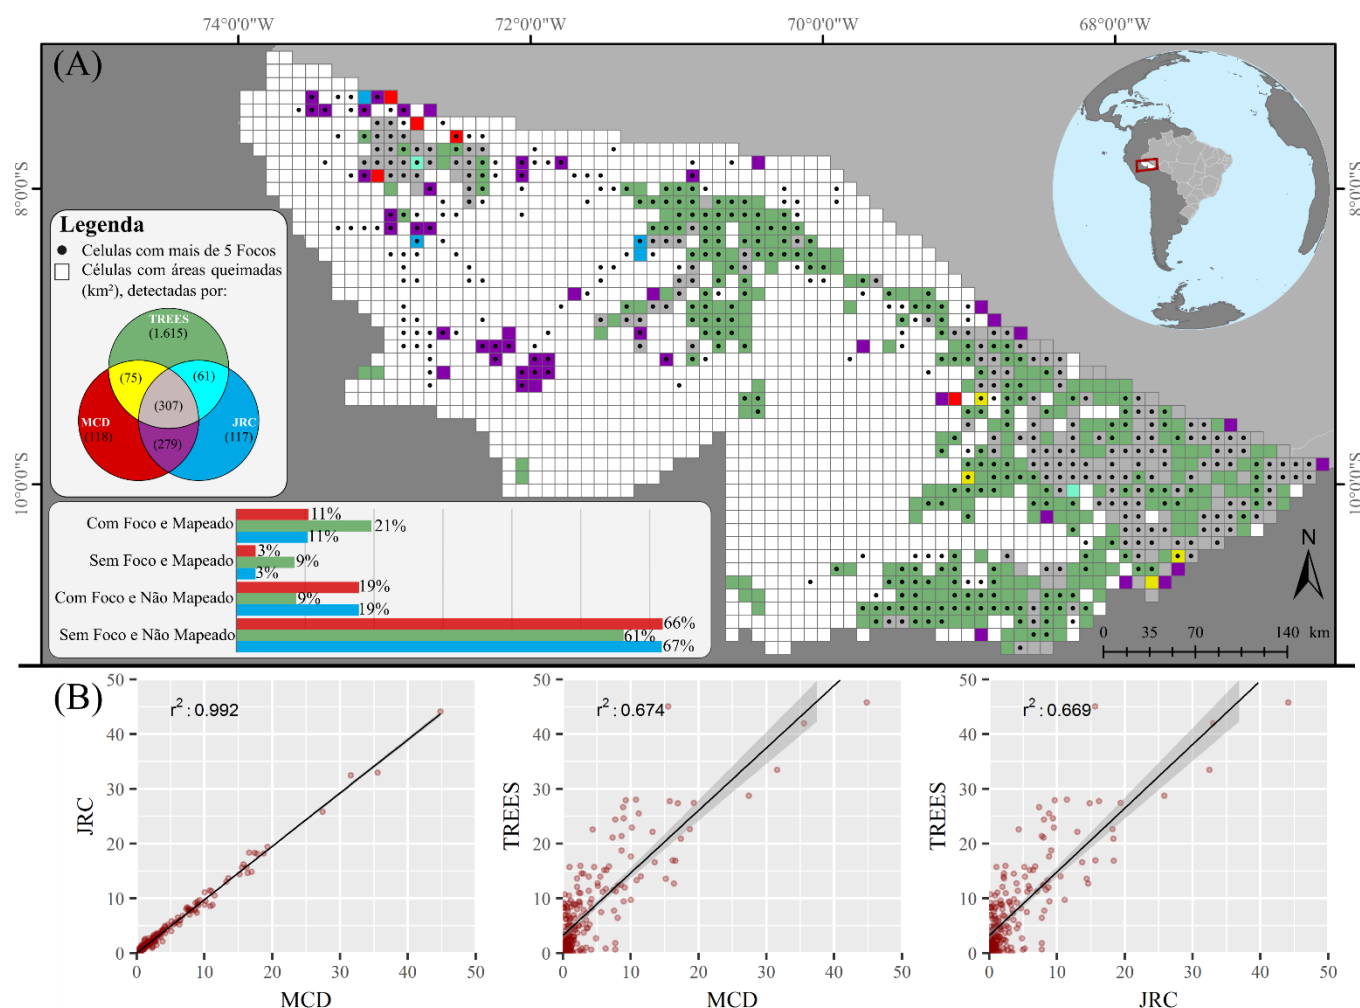 74°0'0"W
72°0'0"W
70°0'0"W
68°0'0"W
(A)
8°0'0"S
8°0'0"S
10°0'0"S
10°0'0"S
Legenda
Celulas com mais de 5 Focos
Células com áreas queimadas
(km²), detectadas por:
TREES
(1.615)
(75)
(61)
(307)
MCD
(118)
JRC
(117)
(279)
Com Foco e Mapeado
11%
21%
11%
Sem Foco e Mapeado
3%
9%
3%
Com Foco e Não Mapeado
19%
9%
19%
Sem Foco e Não Mapeado
66%
61%
67%
N
0 35 70 140 km
(B)
r²: 0.992
50
40
30
20
10
0
JRC
0 10 20 30 40 50
MCD
r²: 0.674
50
40
30
20
10
0
TREES
0 10 20 30 40 50
MCD
r²: 0.669
50
40
30
20
10
0
TREES
0 10 20 30 40 50
JRC